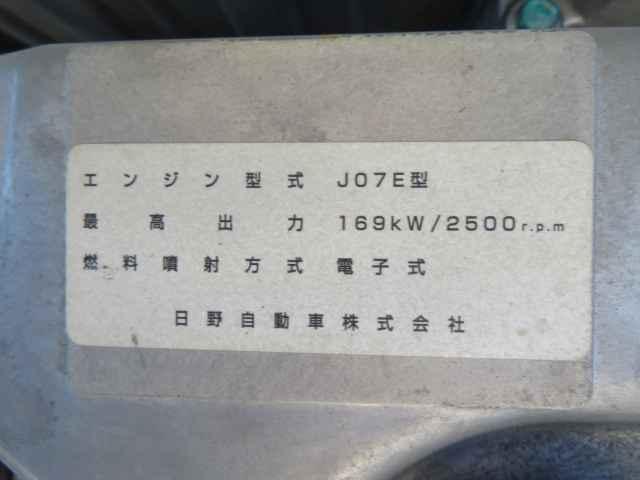 エンジン型式 J07E型
最高出力 169kW/2500r.p.m
燃料噴射方式 電子式
日野自動車株式会社